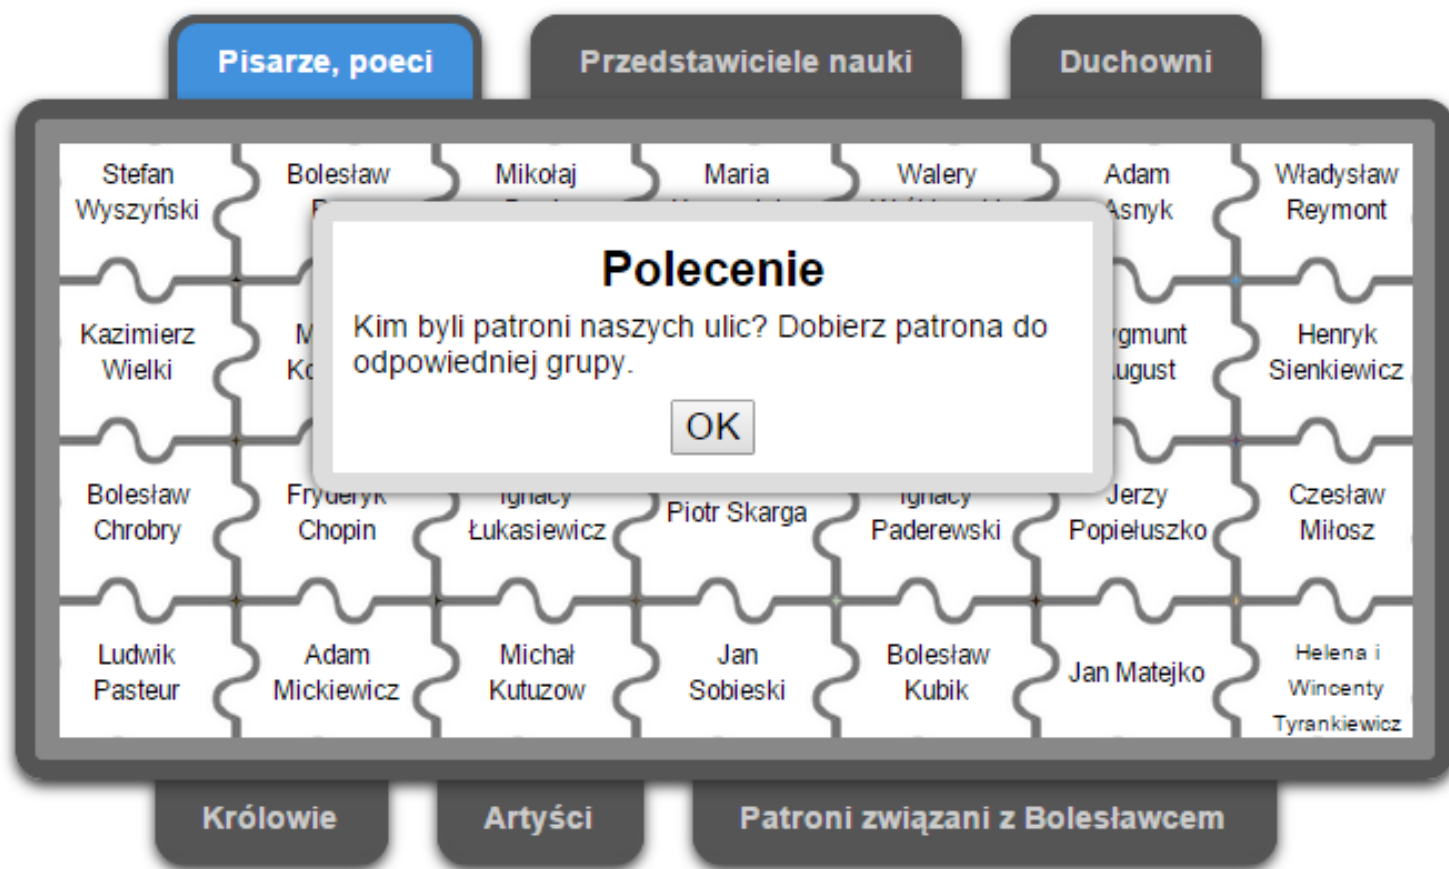 Pisarze, poeci
Przedstawiciele nauki
Duchowni
Stefan
Wyszyński
Bolesław
Mikołaj
Maria
Walery
Adam
Asnyk
Władysław
Reymont
Polecenie
Kim byli patroni naszych ulic? Dobierz patrona do
odpowiedniej grupy.
OK
Kazimierz
Wielki
Henryk
Sienkiewicz
Bolesław
Chrobry
Fryderyk
Chopin
Ignacy
Łukasiewicz
Piotr Skarga
Ignacy
Paderewski
Jerzy
Popiełuszko
Czesław
Miłosz
Ludwik
Pasteur
Adam
Mickiewicz
Michał
Kutuzow
Jan
Sobieski
Bolesław
Kubik
Jan Matejko
Helena i
Wincenty
Tyrankiewicz
Królowie
Artyści
Patroni związani z Bolesławcem